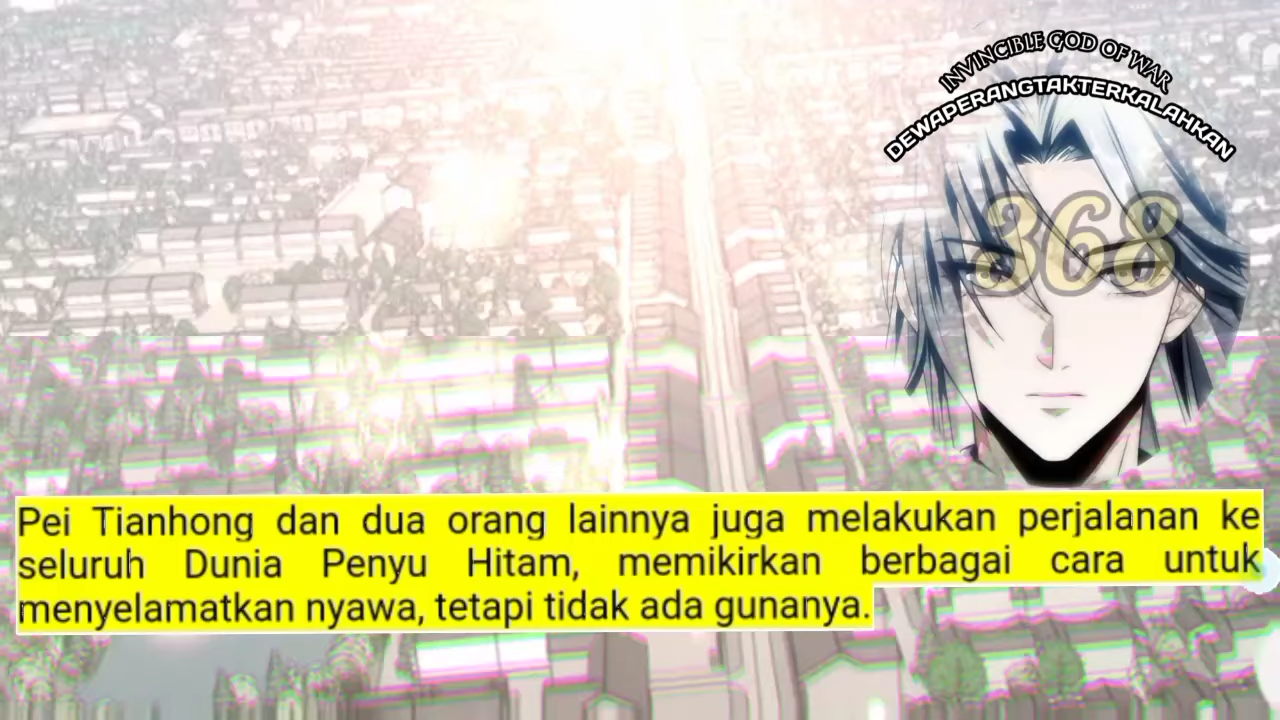 INVINCIBLE GOD OF WAR
DEWAPERANGTAKTERKALAHKAN
368
Pei Tianhong dan dua orang lainnya juga melakukan perjalanan ke
seluruh Dunia Penyu Hitam, memikirkan berbagai cara untuk
menyelamatkan nyawa, tetapi tidak ada gunanya.